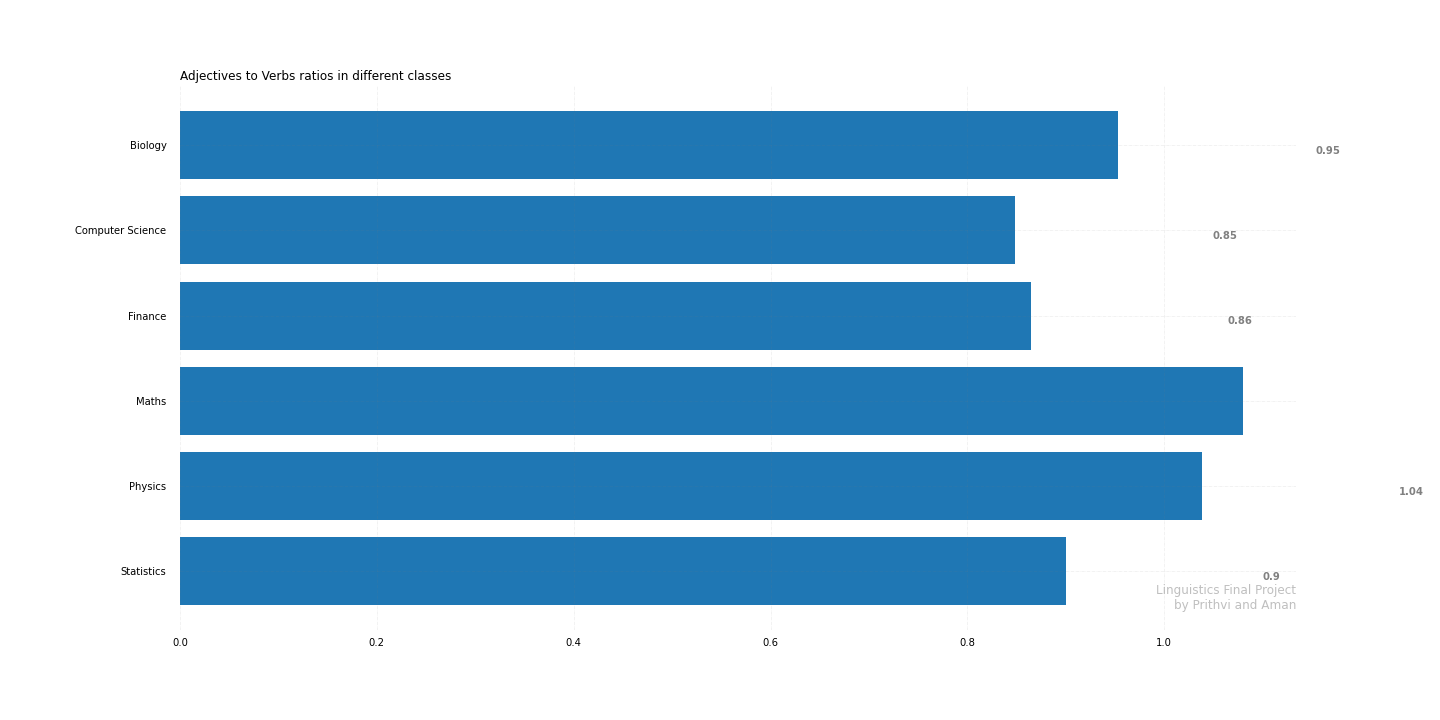 Adjectives to Verbs ratios in different classes
Biology
0.95
Computer Science
0.85
Finance
0.86
Maths
Physics
1.04
Statistics
0.9
Linguistics Final Project
by Prithvi and Aman
0.0 0.2 0.4 0.6 0.8 1.0